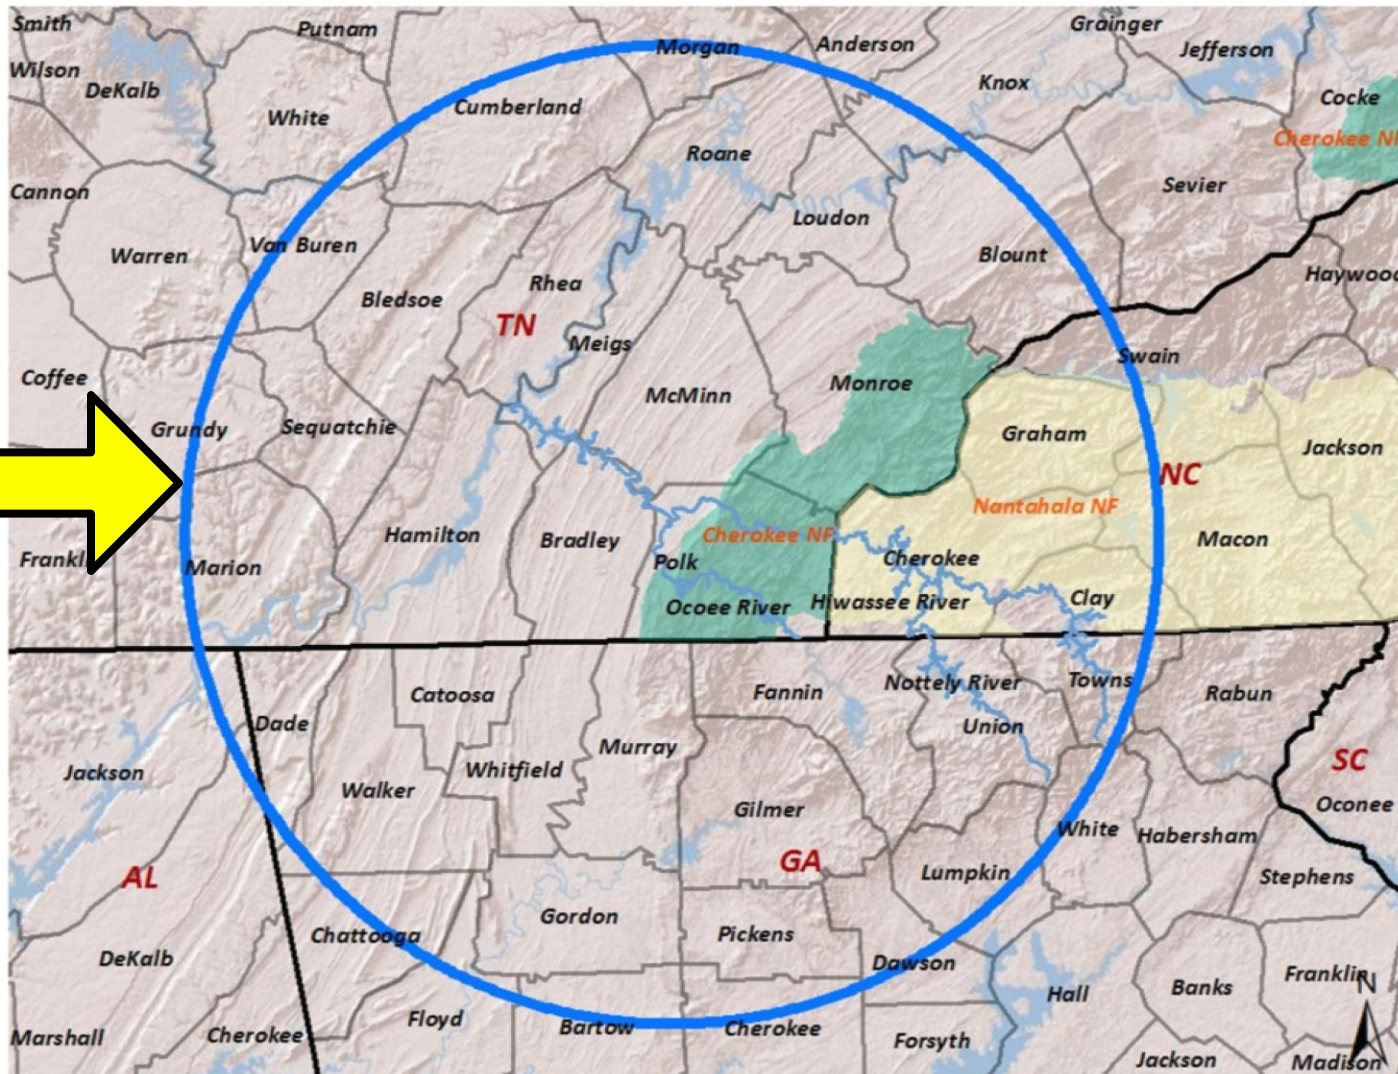 Smith
Putnam
Morgan
Anderson
Grainger
Jefferson
Wilson
DeKalb
White
Cumberland
Knox
Cocke
Cherokee N
Roane
Cannon
Sevier
Loudon
Warren
Van Buren
Blount
Haywood
Rhea
Bledsoe
TN
Meigs
Swain
Coffee
McMinn
Monroe
Grundy
Sequatchie
Graham
Jackson
NC
Nantahala NF
Hamilton
Bradley
Cherokee NF
Macon
Frankl
Marion
Polk
Cherokee
Ocoee River
Hiwassee River
Clay
Catoosa
Fannin
Nottely River
Towns
Rabun
Dade
Union
Murray
Jackson
Whitfield
SC
Walker
Gilmer
Oconee
White
Habersham
AL
GA
Lumpkin
Stephens
Gordon
Chattooga
Pickens
DeKalb
Dawson
Franklin
N
Hall
Banks
Floyd
Bartow
Cherokee
Marshall
Cherokee
Forsyth
Jackson
Madison